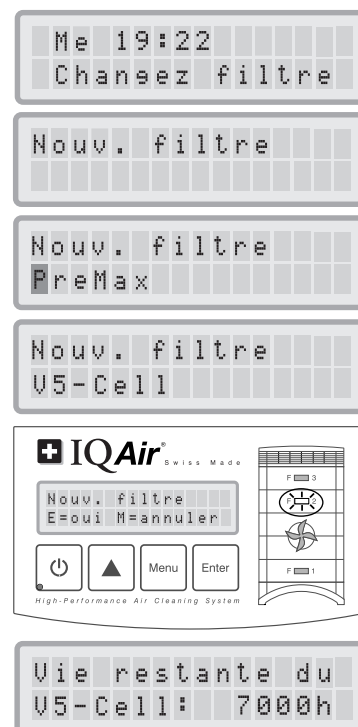 Me 19:22
Changez filtre
Nouv. filtre
Nouv. filtre
PreMax
Nouv. filtre
V5-Cell
IQAir® Swiss Made
Nouv. filtre
E=oui M=annuler
Menu Enter
High-Performance Air Cleaning System
F 3
F 2
F 1
Vie restante du
V5-Cell: 7000h